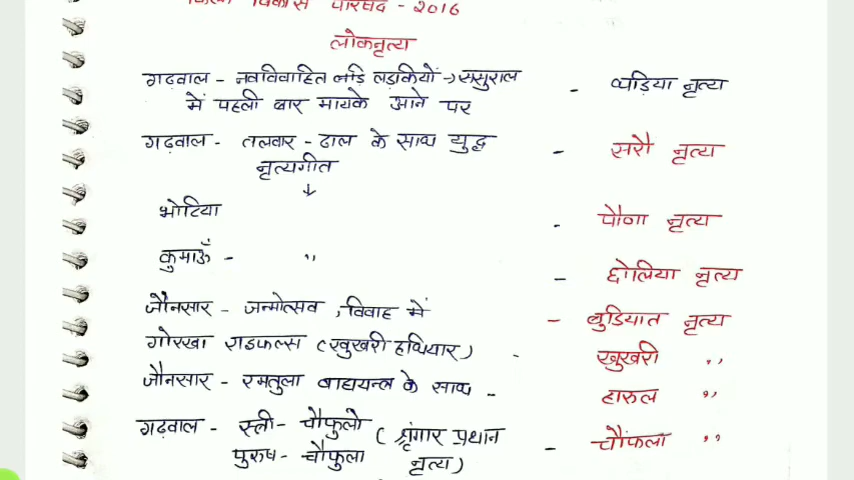 जिला विकास परिषद - 2016
लोकनृत्य
गढ़वाल - नवविवाहित लड़कियों → ससुराल
में पहली बार मायके आने पर - थड़िया नृत्य
गढ़वाल - तलवार - ढाल के साथ युद्ध - सरौ नृत्य
नृत्यगीत
↓
भोटिया - पौणा नृत्य
कुमाऊँ - " - छोलिया नृत्य
जौनसार - जन्मोत्सव, विवाह में - बुडियात नृत्य
गोरखा राइफल्स (खुखरी हथियार) - खुखरी "
जौनसार - रमतुला वाद्ययन्त्र के साथ - हारुल "
गढ़वाल - स्त्री - चौफुलो (श्रृंगार प्रधान - चौंफला "
पुरुष - चौफुला नृत्य)